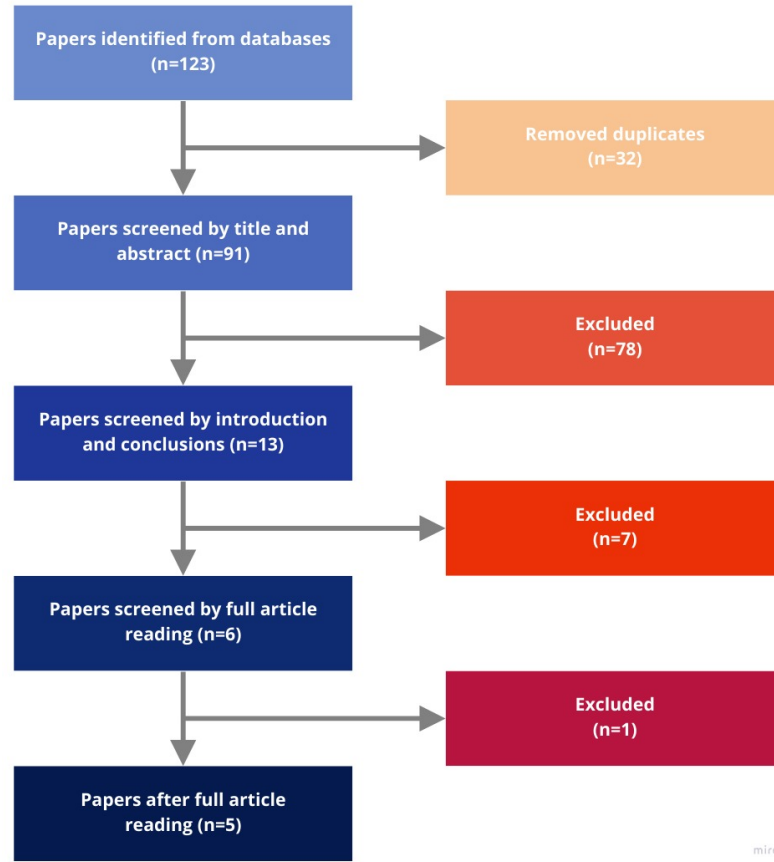 Papers identified from databases
(n=123)
Removed duplicates
(n=32)
Papers screened by title and
abstract (n=91)
Excluded
(n=78)
Papers screened by introduction
and conclusions (n=13)
Excluded
(n=7)
Papers screened by full article
reading (n=6)
Excluded
(n=1)
Papers after full article
reading (n=5)